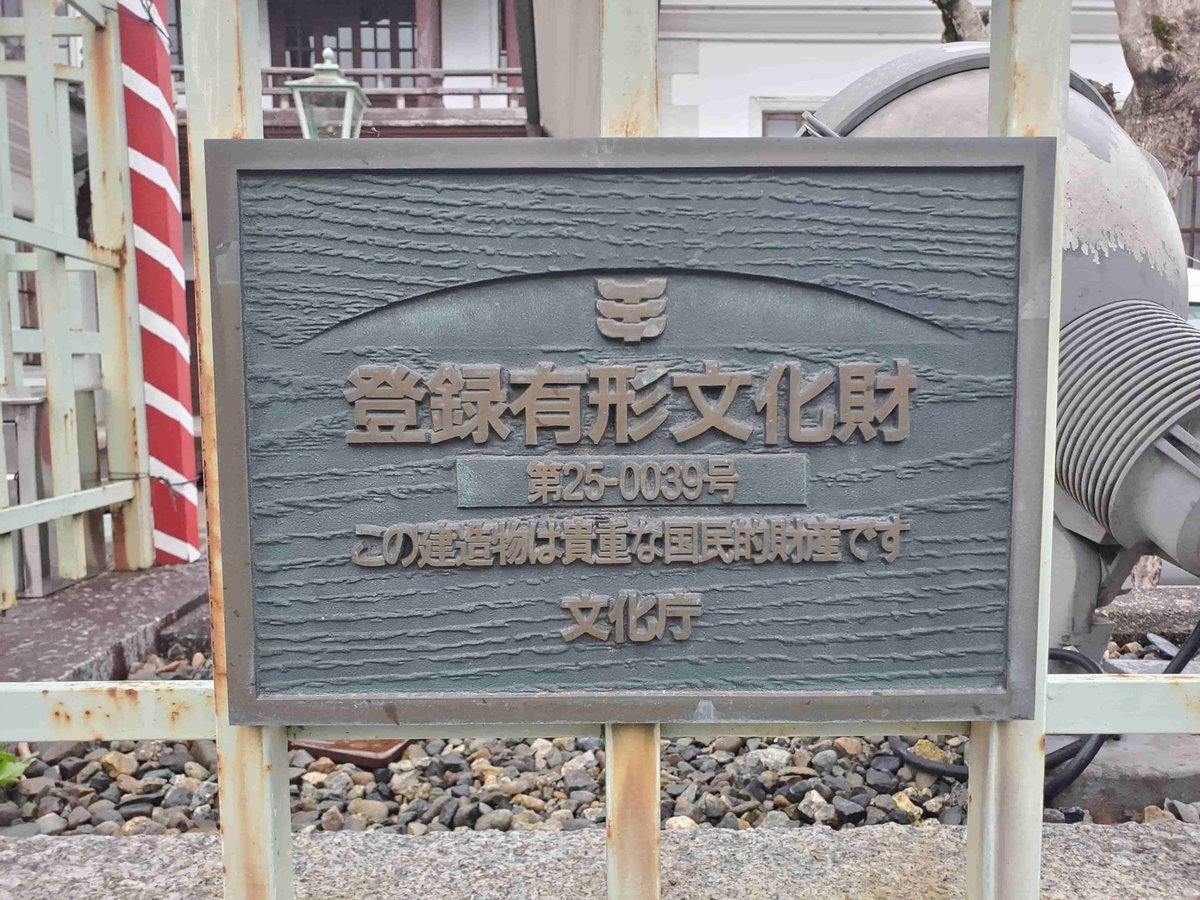 登録有形文化財
第25-0039号
この建造物は貴重な国民的財産です
文化庁